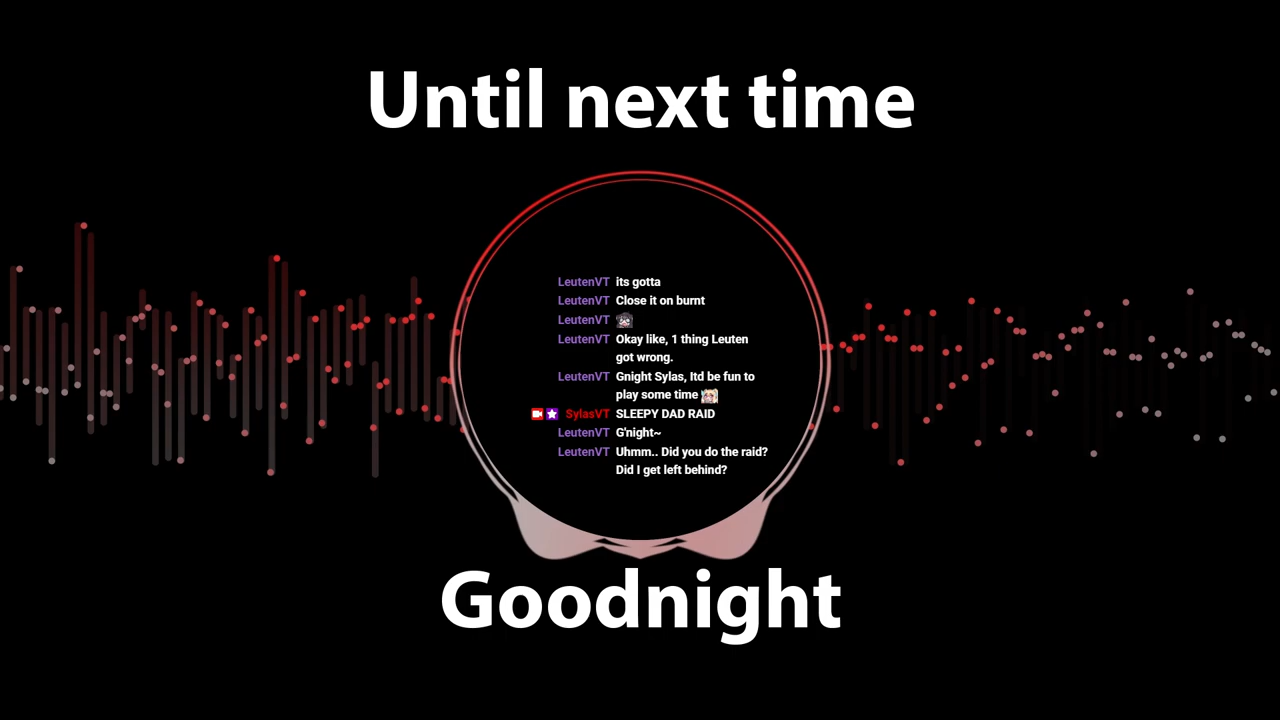 Until next time
LeutenVT its gotta
LeutenVT Close it on burnt
LeutenVT
LeutenVT Okay like, 1 thing Leuten
got wrong.
LeutenVT Gnight Sylas, Itd be fun to
play some time
SylasVT SLEEPY DAD RAID
LeutenVT G'night~
LeutenVT Uhmm.. Did you do the raid?
Did I get left behind?
Goodnight